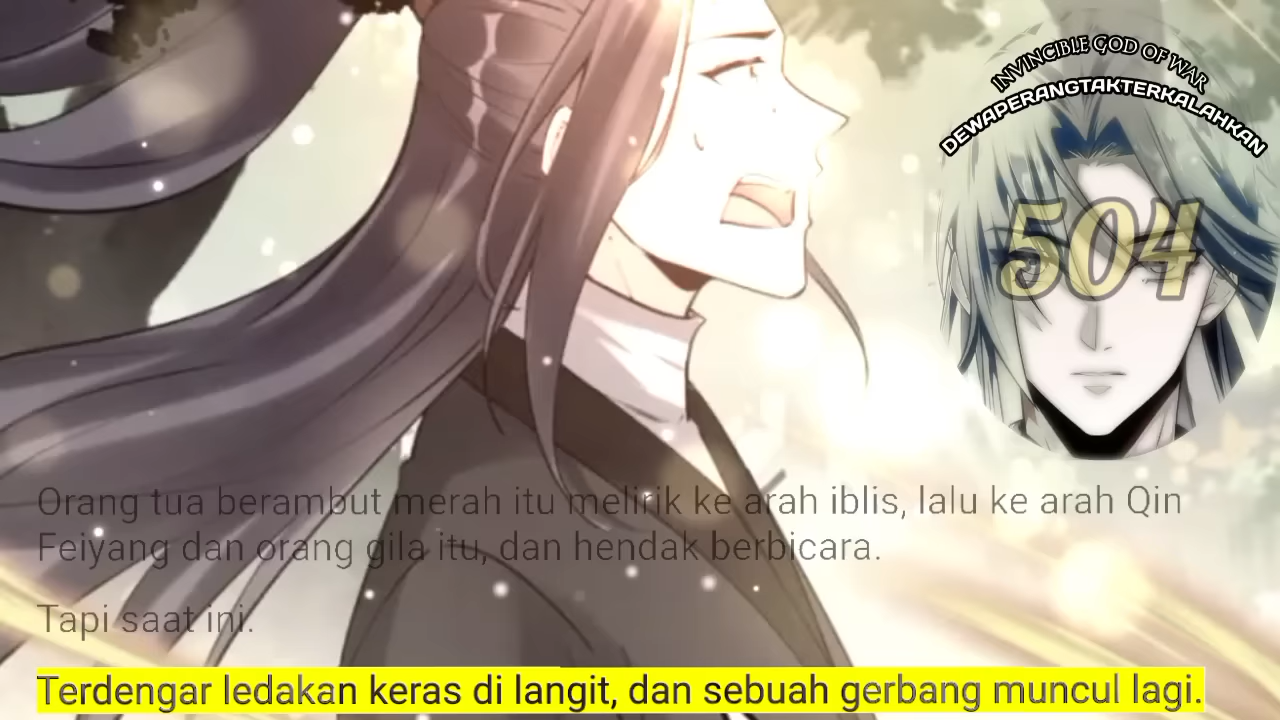 INVINCIBLE GOD OF WAR
DEWAPERANGTAKTERKALAHKAN
504
Orang tua berambut merah itu melirik ke arah iblis, lalu ke arah Qin
Feiyang dan orang gila itu, dan hendak berbicara.
Tapi saat ini.
Terdengar ledakan keras di langit, dan sebuah gerbang muncul lagi.